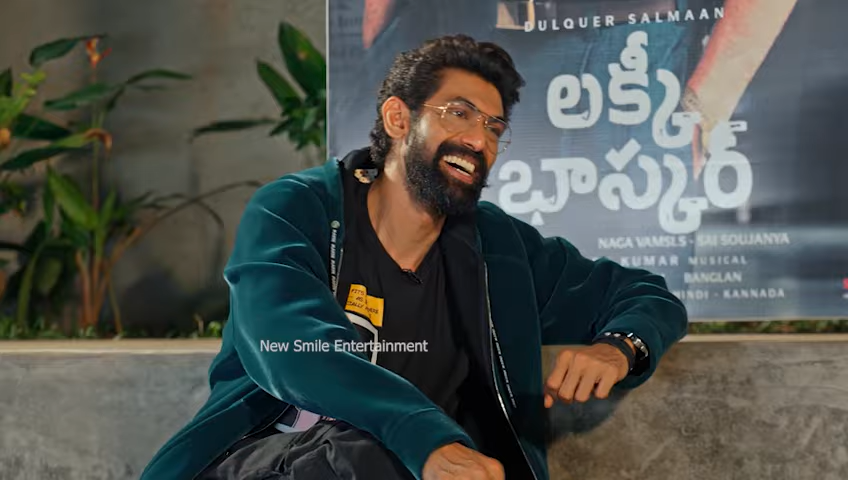 DULQUER SALMAAN
లక్కీ
భాస్కర్
NAGA VAMSI.S - SAI SOUJANYA
KUMAR MUSICAL
BANGLAN
HINDI - KANNADA
New Smile Entertainment